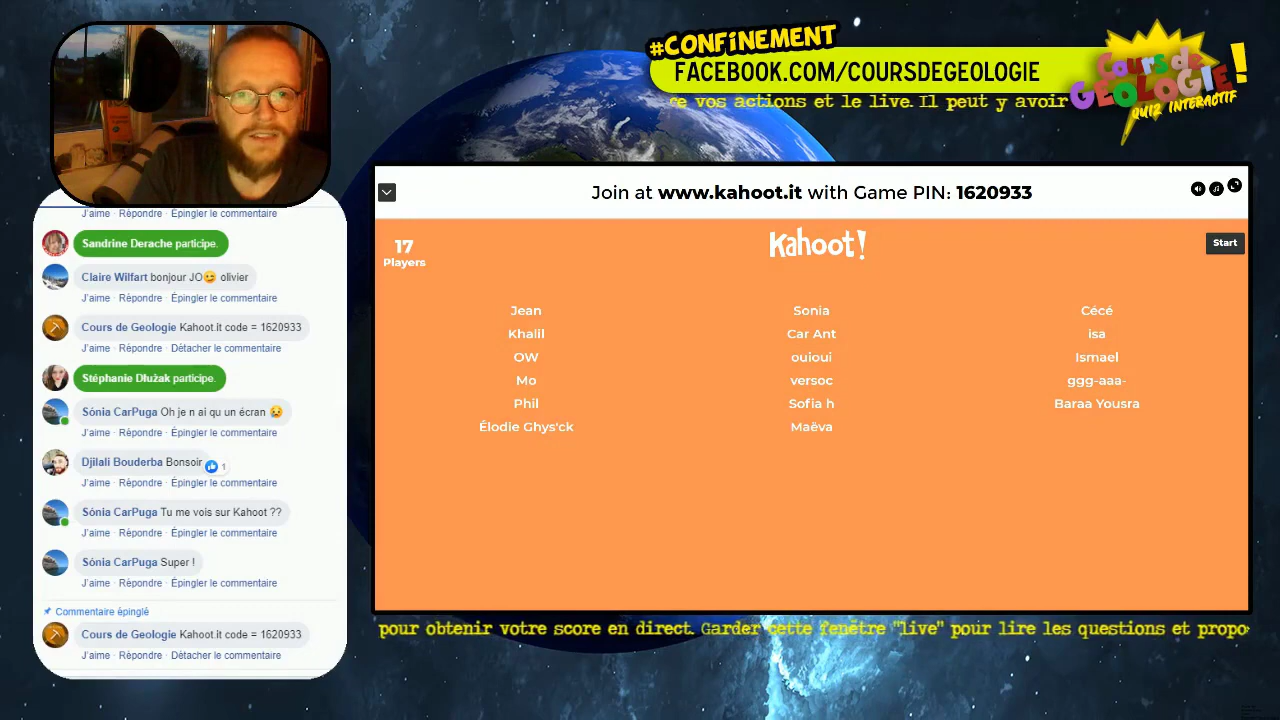 #CONFINEMENT
FACEBOOK.COM/COURSDEGEOLOGIE
Cours de
GEOLOGIE!
QUIZ INTERACTIF
re vos actions et le live. Il peut y avoir
J'aime · Répondre · Épingler le commentaire
Sandrine Derache participe.
Claire Wilfart bonjour JO😉 olivier
J'aime · Répondre · Épingler le commentaire
Cours de Geologie Kahoot.it code = 1620933
J'aime · Répondre · Détacher le commentaire
Stéphanie Dłużak participe.
Sónia CarPuga Oh je n ai qu un écran 😢
J'aime · Répondre · Épingler le commentaire
Djilali Bouderba Bonsoir
1
J'aime · Répondre · Épingler le commentaire
Sónia CarPuga Tu me vois sur Kahoot ??
J'aime · Répondre · Épingler le commentaire
Sónia CarPuga Super !
J'aime · Répondre · Épingler le commentaire
Commentaire épinglé
Cours de Geologie Kahoot.it code = 1620933
J'aime · Répondre · Détacher le commentaire
Join at www.kahoot.it with Game PIN: 1620933
17
Players
Kahoot!
Start
Jean Sonia Cécé
Khalil Car Ant isa
OW ouioui Ismael
Mo versoc ggg-aaa-
Phil Sofia h Baraa Yousra
Élodie Ghys'ck Maëva
pour obtenir votre score en direct. Garder cette fenêtre "live" pour lire les questions et propo